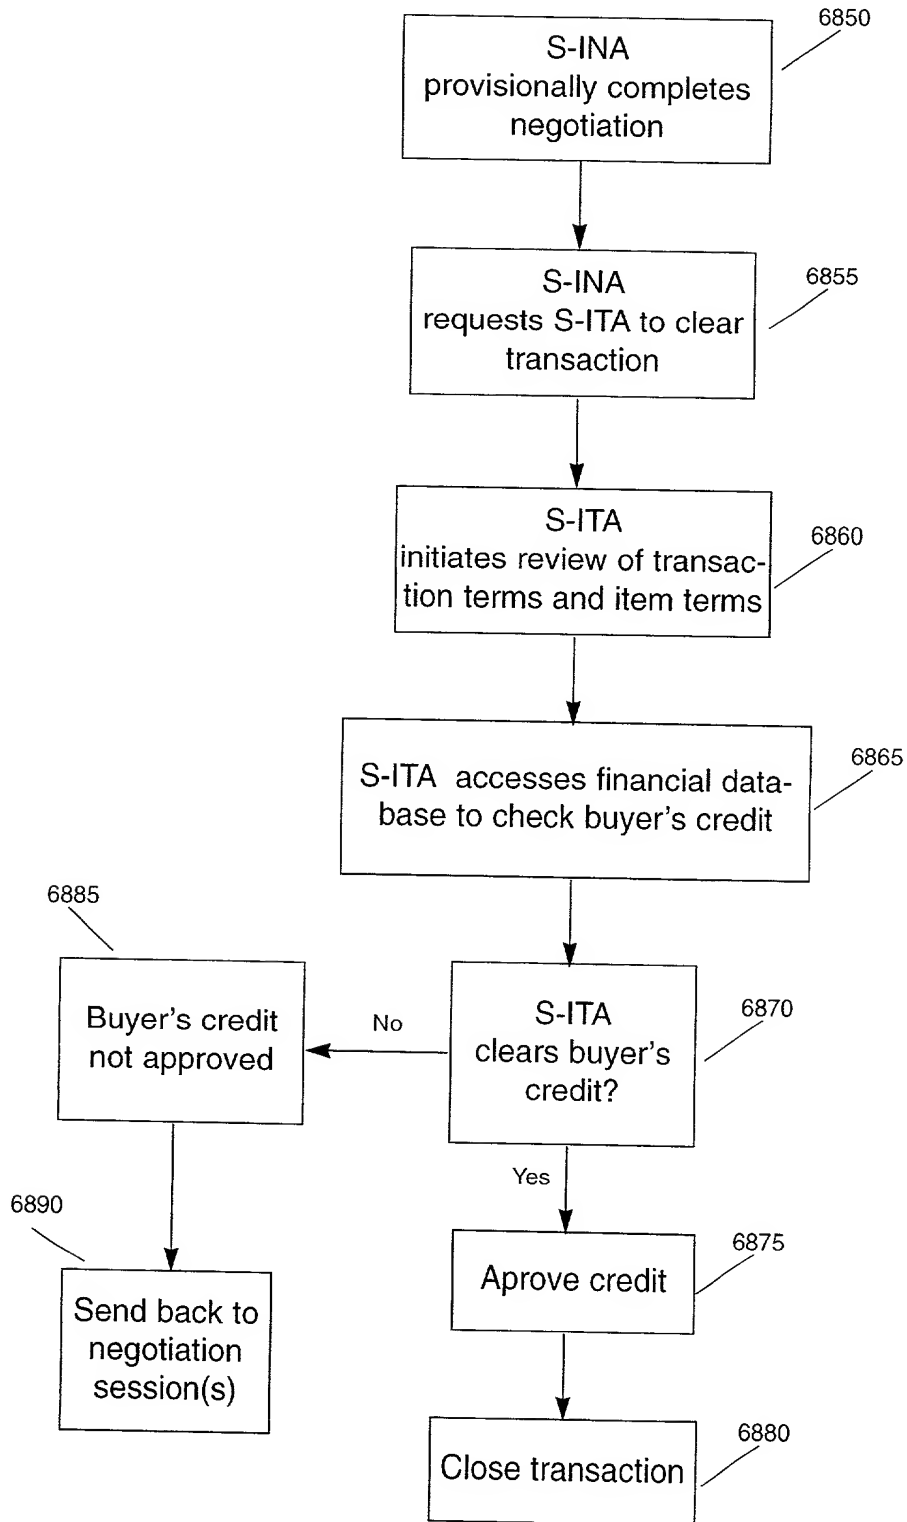 6850
S-INA
provisionally completes
negotiation
6855
S-INA
requests S-ITA to clear
transaction
6860
S-ITA
initiates review of transac-
tion terms and item terms
6865
S-ITA accesses financial data-
base to check buyer's credit
6885
Buyer's credit
not approved
No
6870
S-ITA
clears buyer's
credit?
Yes
6890
Send back to
negotiation
session(s)
6875
Aprove credit
6880
Close transaction